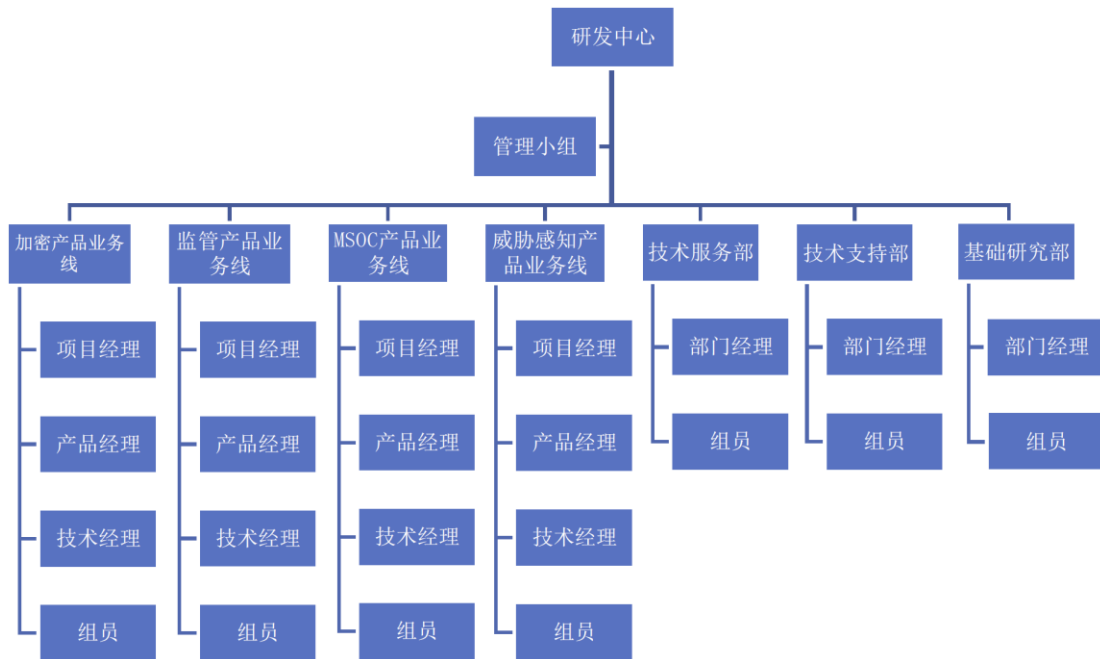 研发中心
管理小组
加密产品业务
线
监管产品业
务线
MSOC产品业
务线
威胁感知产
品业务线
技术服务部
技术支持部
基础研究部
项目经理
项目经理
项目经理
项目经理
部门经理
部门经理
部门经理
产品经理
产品经理
产品经理
产品经理
组员
组员
组员
技术经理
技术经理
技术经理
技术经理
组员
组员
组员
组员